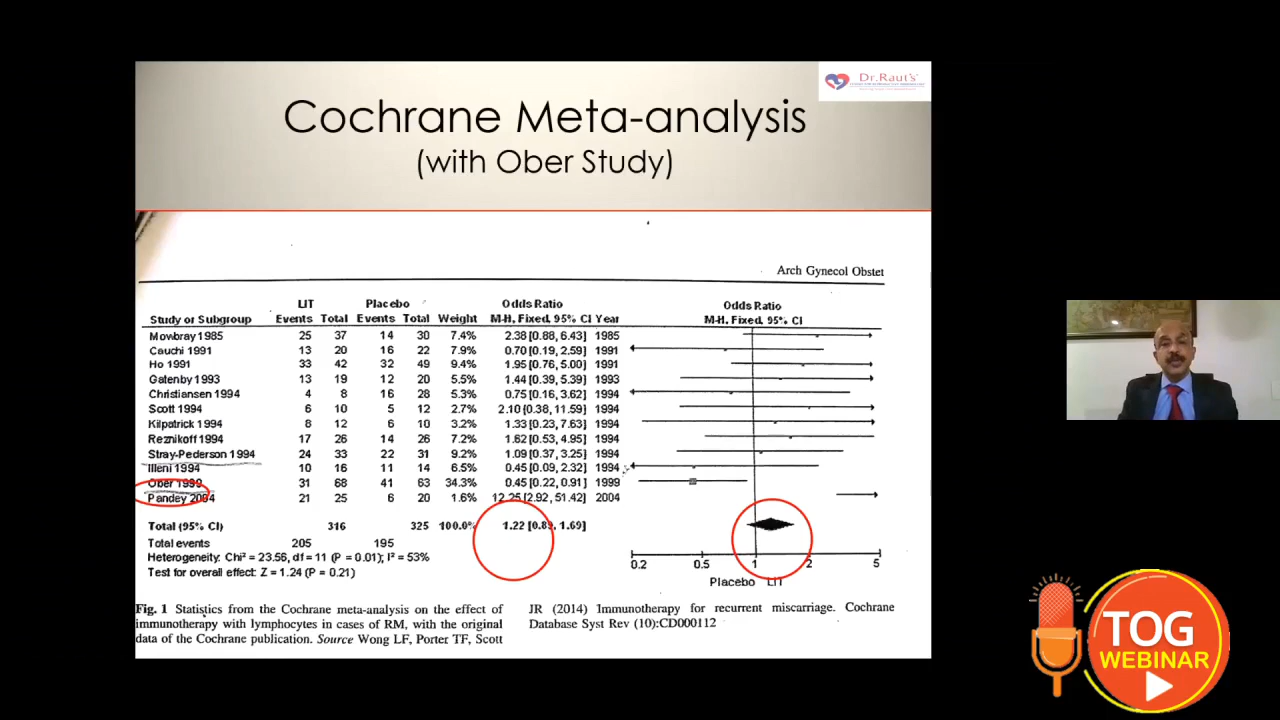 Dr.Raut's
Cochrane Meta-analysis
(with Ober Study)
Arch Gynecol Obstet
LIT Placebo Odds Ratio Odds Ratio
Study or Subgroup Events Total Events Total Weight M-H, Fixed, 95% CI Year M-H, Fixed, 95% CI
Mowbray 1985 25 37 14 30 7.4% 2.38 [0.88, 6.43] 1985
Cauchi 1991 13 20 16 22 7.9% 0.70 [0.19, 2.59] 1991
Ho 1991 33 42 32 49 9.4% 1.95 [0.76, 5.00] 1991
Gatenby 1993 13 19 12 20 5.5% 1.44 [0.39, 5.39] 1993
Christiansen 1994 4 8 16 28 5.3% 0.75 [0.16, 3.62] 1994
Scott 1994 6 10 5 12 2.7% 2.10 [0.38, 11.59] 1994
Kilpatrick 1994 8 12 6 10 3.2% 1.33 [0.23, 7.63] 1994
Reznikoff 1994 17 26 14 26 7.2% 1.62 [0.53, 4.95] 1994
Stray-Pederson 1994 24 33 22 31 9.2% 1.09 [0.37, 3.25] 1994
Illeni 1994 10 16 11 14 6.5% 0.45 [0.09, 2.32] 1994
Ober 1999 31 68 41 63 34.3% 0.45 [0.22, 0.91] 1999
Pandey 2004 21 25 6 20 1.6% 12.25 [2.92, 51.42] 2004
Total (95% CI) 316 325 100.0% 1.22 [0.89, 1.69]
Total events 205 195
Heterogeneity: Chi² = 23.56, df = 11 (P = 0.01); I² = 53%
Test for overall effect: Z = 1.24 (P = 0.21)
0.2 0.5 1 2 5
Placebo LIT
Fig. 1 Statistics from the Cochrane meta-analysis on the effect of
immunotherapy with lymphocytes in cases of RM, with the original
data of the Cochrane publication. Source Wong LF, Porter TF, Scott
JR (2014) Immunotherapy for recurrent miscarriage. Cochrane
Database Syst Rev (10):CD000112
TOG
WEBINAR